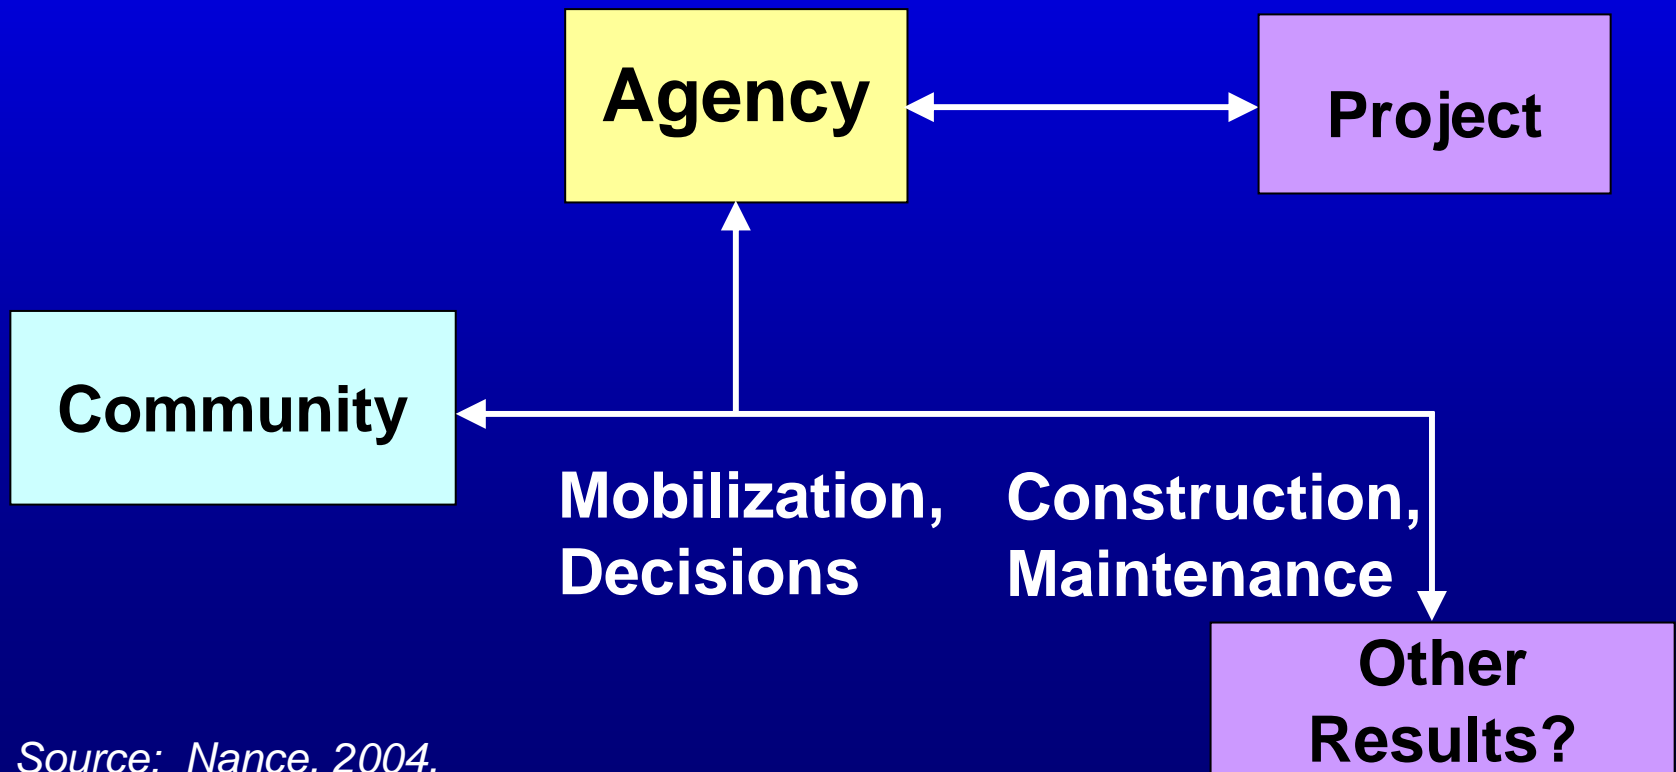 Agency
Project
Community
Mobilization,
Decisions
Construction,
Maintenance
Other
Results?
Source: Nance, 2004.